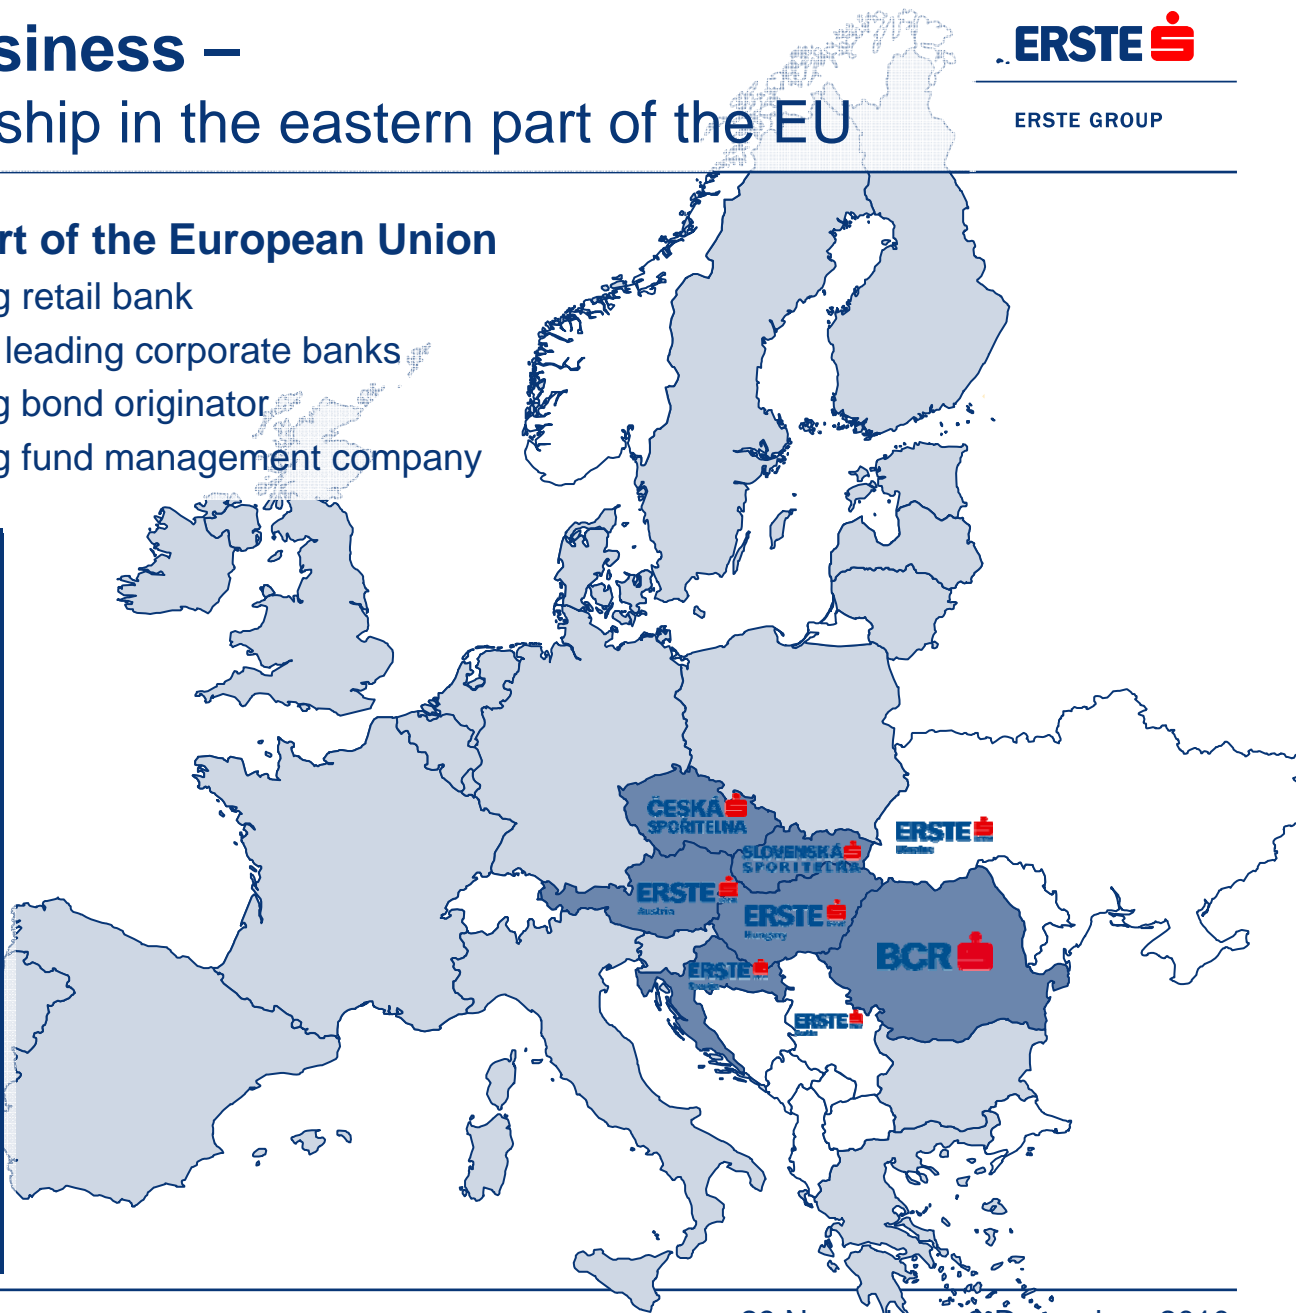 siness –
ship in the eastern part of the EU
ERSTE
ERSTE GROUP
rt of the European Union
g retail bank
leading corporate banks
g bond originator
g fund management company
ČESKÁ
SPOŘITELNA
SLOVENSKÁ
SPORITEĽŇA
ERSTE
Ukraine
ERSTE
Austria
ERSTE
Hungary
BCR
ERSTE
ERSTE